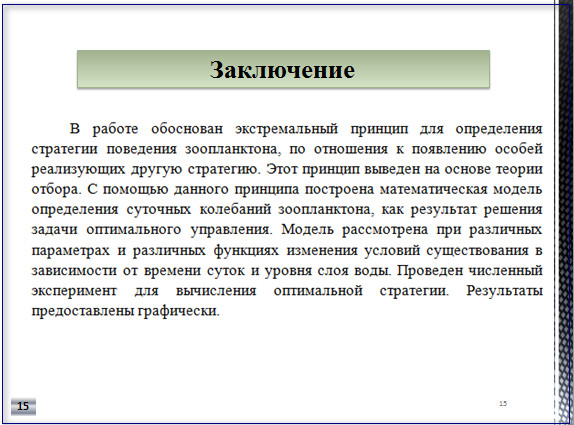 Заключение
В работе обоснован экстремальный принцип для определения
стратегии поведения зоопланктона, по отношения к появлению особей
реализующих другую стратегию. Этот принцип выведен на основе теории
отбора. С помощью данного принципа построена математическая модель
определения суточных колебаний зоопланктона, как результат решения
задачи оптимального управления. Модель рассмотрена при различных
параметрах и различных функциях изменения условий существования в
зависимости от времени суток и уровня слоя воды. Проведен численный
эксперимент для вычисления оптимальной стратегии. Результаты
предоставлены графически.
15
15